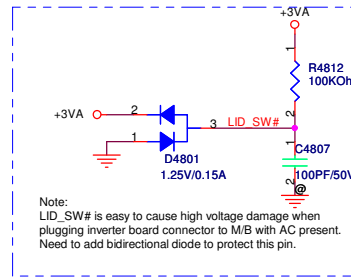 +3VA
1
R4812
100KOh
2
+3VA
2
3
LID_SW#
1
D4801
1.25V/0.15A
1
C4807
100PF/50V
2
@
Note:
LID_SW# is easy to cause high voltage damage when
plugging inverter board connector to M/B with AC present.
Need to add bidirectional diode to protect this pin.